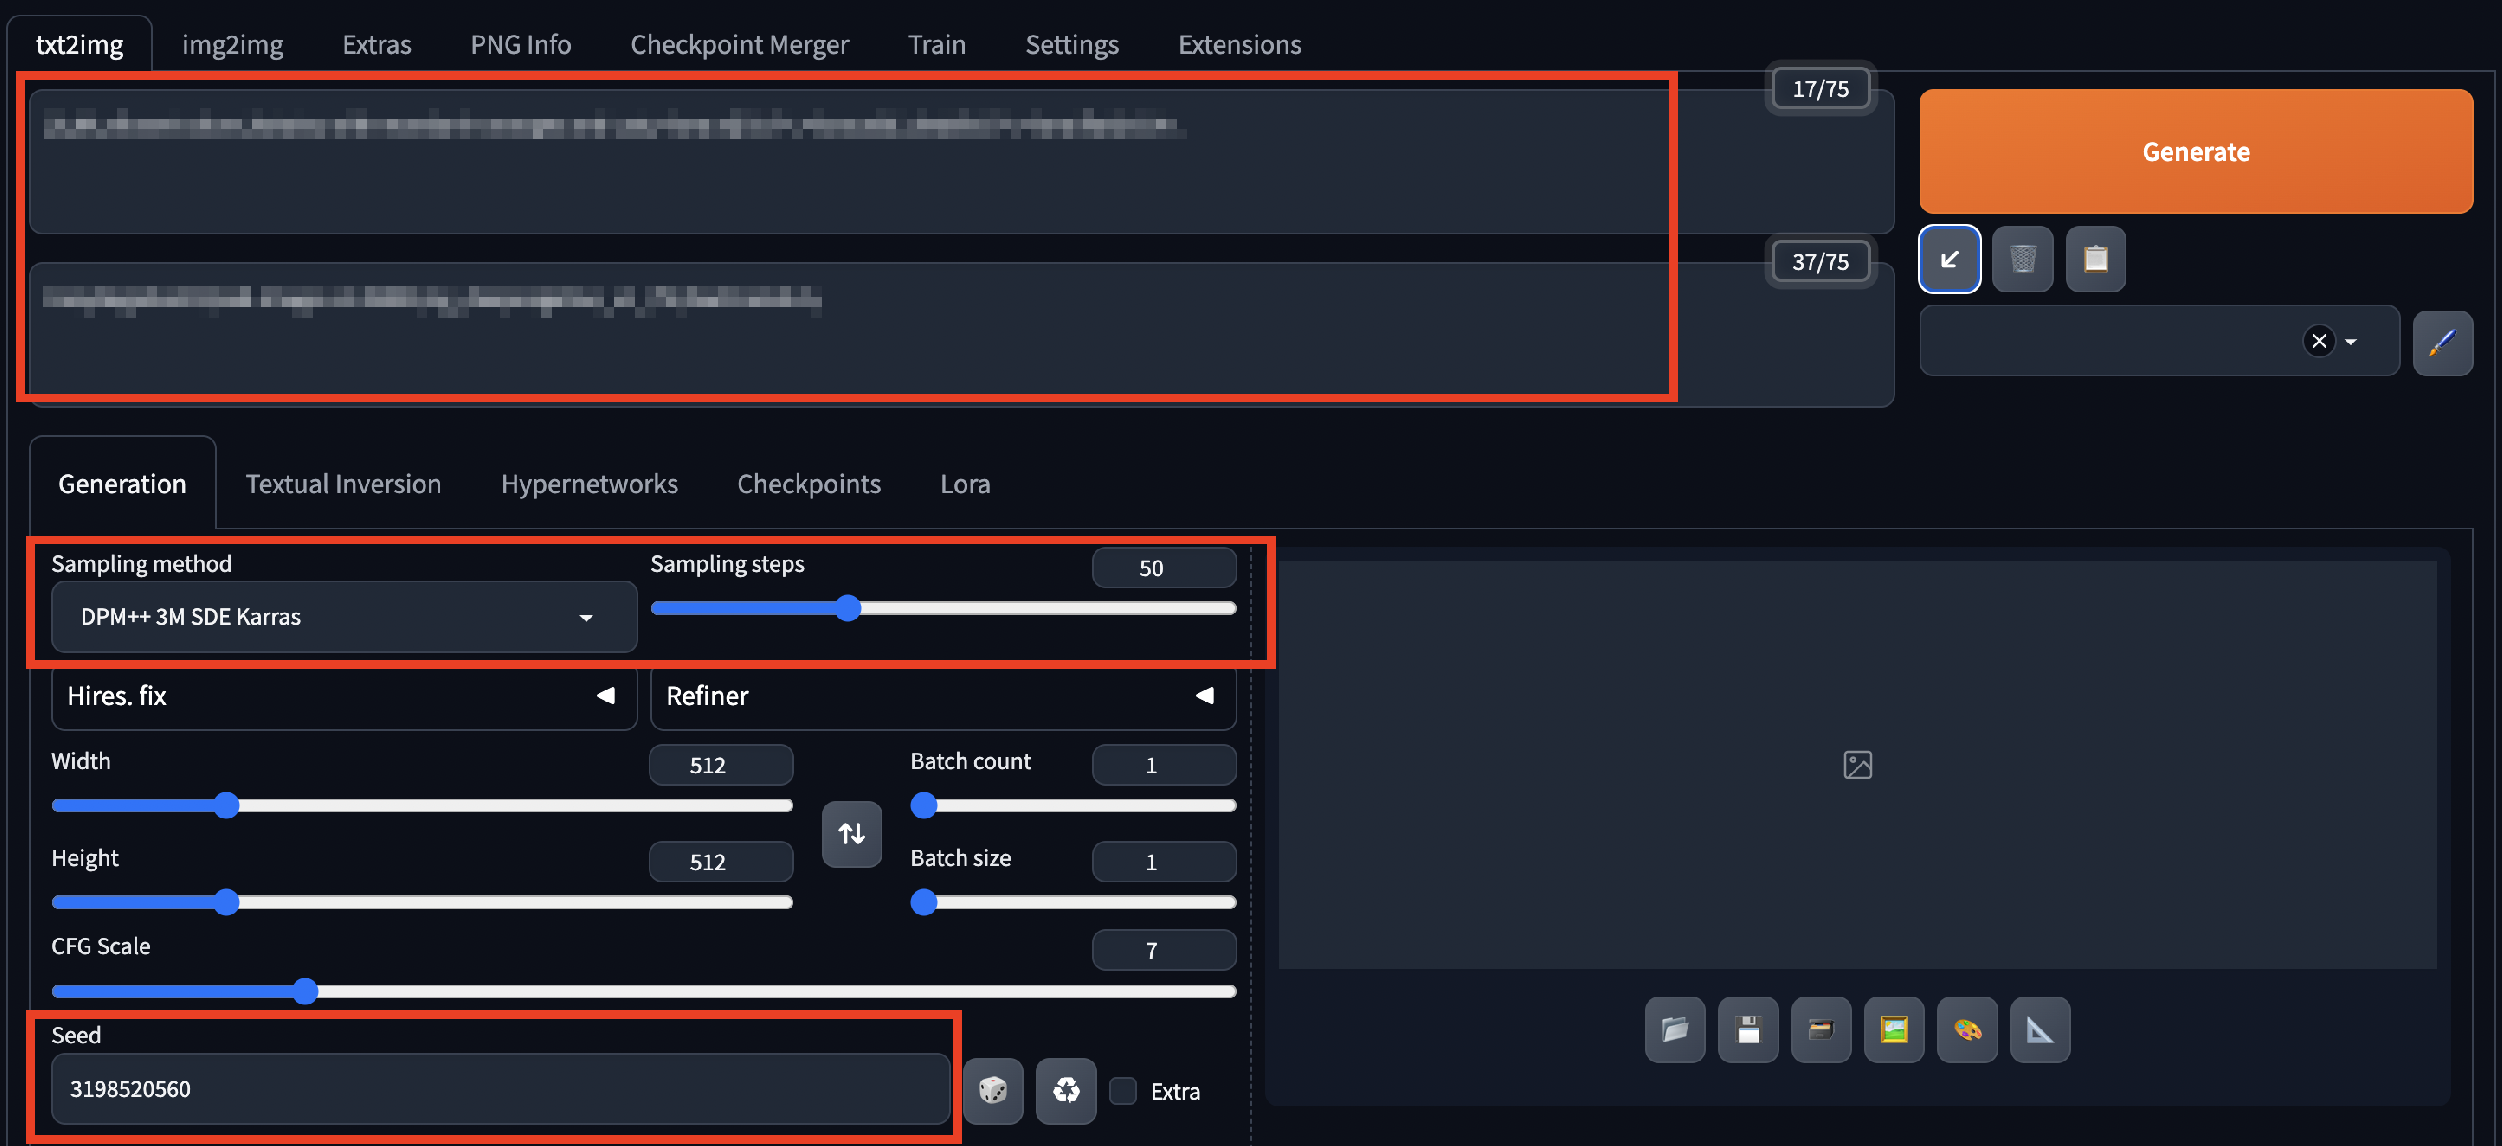 txt2img img2img Extras PNG Info Checkpoint Merger Train Settings Extensions
17/75
Generate
37/75
Generation Textual Inversion Hypernetworks Checkpoints Lora
Sampling method
DPM++ 3M SDE Karras
Sampling steps
50
Hires. fix
Refiner
Width
512
Batch count
1
Height
512
Batch size
1
CFG Scale
7
Seed
3198520560
Extra